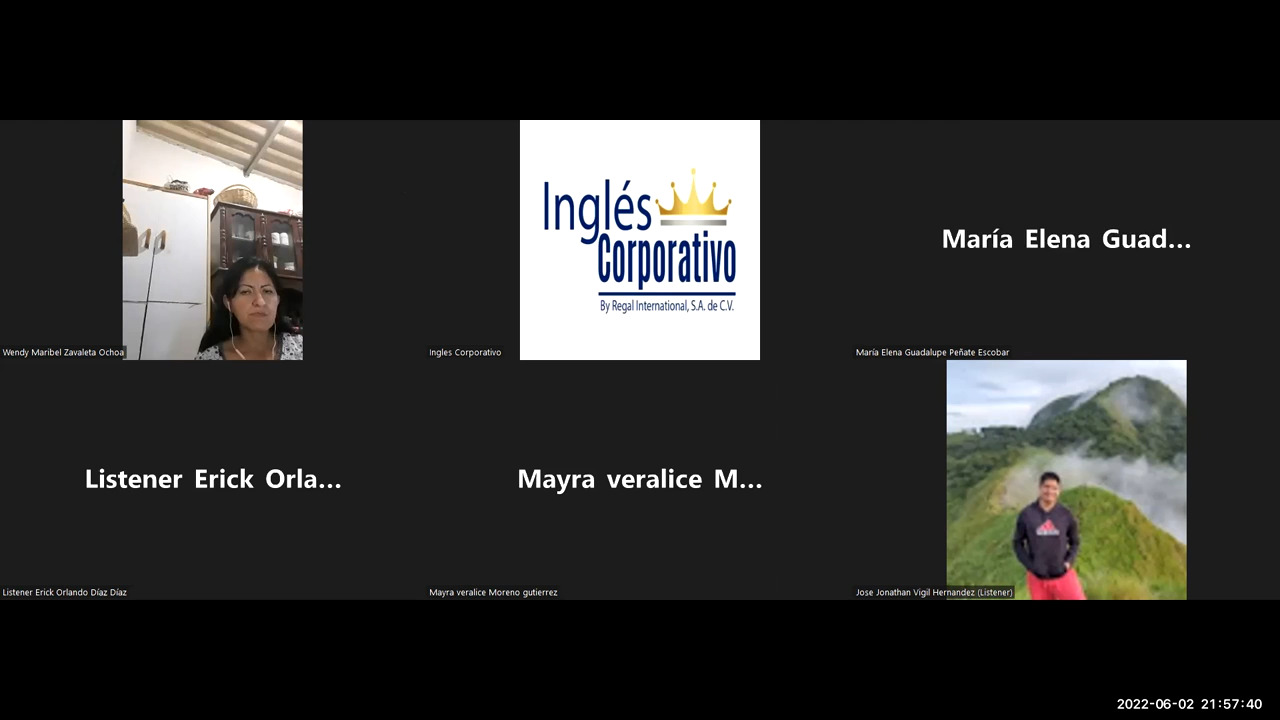 Inglés
Corporativo
By Regal International, S.A. de C.V.
María Elena Guad...
Wendy Maribel Zavaleta Ochoa
Ingles Corporativo
María Elena Guadalupe Peñate Escobar
Listener Erick Orla...
Mayra veralice M...
Listener Erick Orlando Díaz Díaz
Mayra veralice Moreno gutierrez
Jose Jonathan Vigil Hernandez (Listener)
2022-06-02 21:57:40